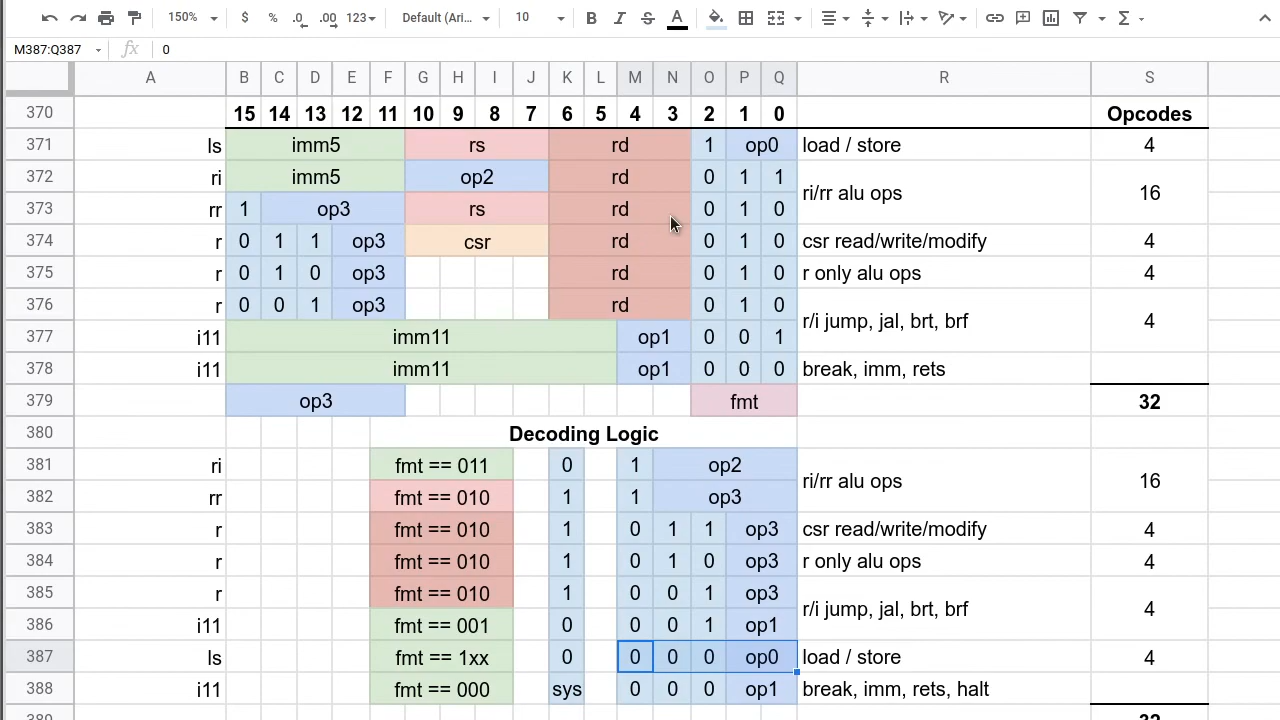 150% $ % .0 .00 123 Default (Ari... 10 B I S A
M387:Q387 fx 0
A B C D E F G H I J K L M N O P Q R S
370 15 14 13 12 11 10 9 8 7 6 5 4 3 2 1 0 Opcodes
371 ls imm5 rs rd 1 op0 load / store 4
372 ri imm5 op2 rd 0 1 1
ri/rr alu ops 16
373 rr 1 op3 rs rd 0 1 0
374 r 0 1 1 op3 csr rd 0 1 0 csr read/write/modify 4
375 r 0 1 0 op3 rd 0 1 0 r only alu ops 4
376 r 0 0 1 op3 rd 0 1 0
r/i jump, jal, brt, brf 4
377 i11 imm11 op1 0 0 1
378 i11 imm11 op1 0 0 0 break, imm, rets
379 op3 fmt 32
380 Decoding Logic
381 ri fmt == 011 0 1 op2
ri/rr alu ops 16
382 rr fmt == 010 1 1 op3
383 r fmt == 010 1 0 1 1 op3 csr read/write/modify 4
384 r fmt == 010 1 0 1 0 op3 r only alu ops 4
385 r fmt == 010 1 0 0 1 op3
r/i jump, jal, brt, brf 4
386 i11 fmt == 001 0 0 0 1 op1
387 ls fmt == 1xx 0 0 0 0 op0 load / store 4
388 i11 fmt == 000 sys 0 0 0 op1 break, imm, rets, halt
389 32